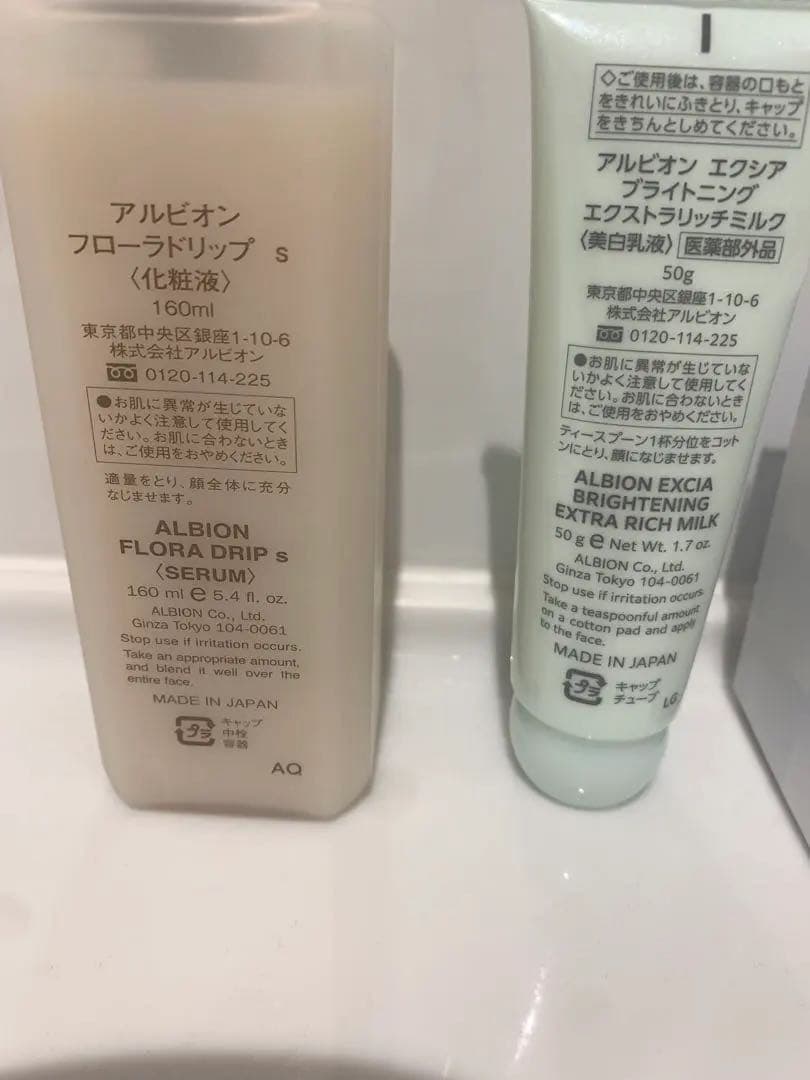 アルビオン
フローラドリップ s
〈化粧液〉
160ml
東京都中央区銀座1-10-6
株式会社アルビオン
0120-114-225
●お肌に異常が生じていな
いかよく注意して使用してく
ださい。お肌に合わないとき
は、ご使用をおやめください。
適量をとり、顔全体に充分
なじませます。
ALBION
FLORA DRIP s
〈SERUM〉
160 ml e 5.4 fl. oz.
ALBION Co., Ltd.
Ginza Tokyo 104-0061
Stop use if irritation occurs.
Take an appropriate amount,
and blend it well over the
entire face.
MADE IN JAPAN
プラ
キャップ
中栓
容器
AQ
◇ご使用後は、容器の口もと
をきれいにふきとり、キャップ
をきちんとしめてください。
アルビオン エクシア
ブライトニング
エクストラリッチミルク
〈美白乳液〉 医薬部外品
50g
東京都中央区銀座1-10-6
株式会社アルビオン
0120-114-225
●お肌に異常が生じていな
いかよく注意して使用してく
ださい。お肌に合わないとき
は、ご使用をおやめください。
ティースプーン1杯分位をコット
ンにとり、顔になじませます。
ALBION EXCIA
BRIGHTENING
EXTRA RICH MILK
50 g e Net Wt. 1.7 oz.
ALBION Co., Ltd.
Ginza Tokyo 104-0061
Stop use if irritation occurs.
Take a teaspoonful amount
on a cotton pad and apply
to the face.
MADE IN JAPAN
プラ
キャップ
チューブ
LG